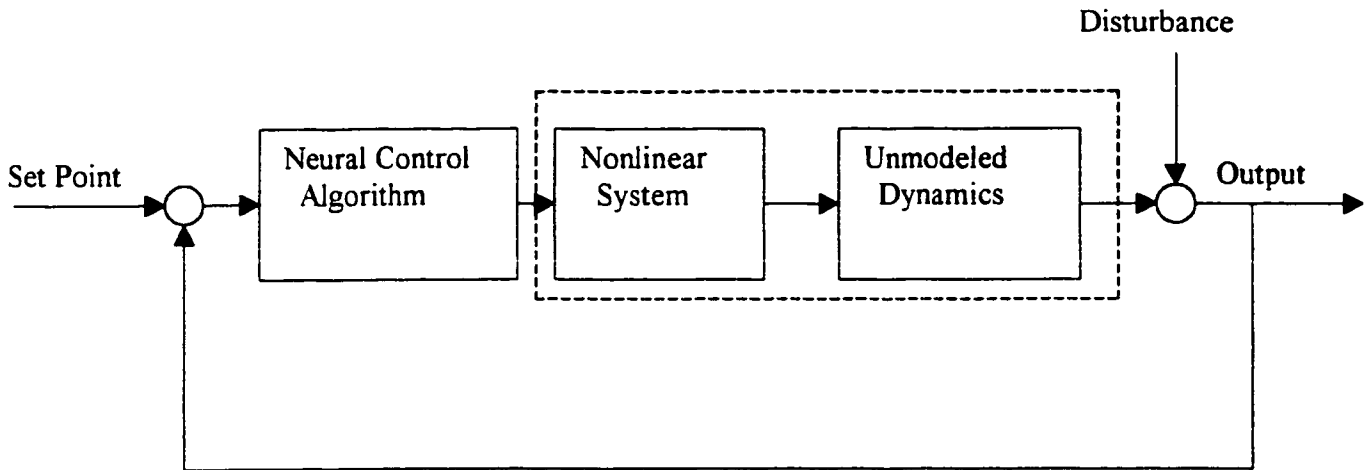 Disturbance
Set Point
Neural Control
Algorithm
Nonlinear
System
Unmodeled
Dynamics
Output